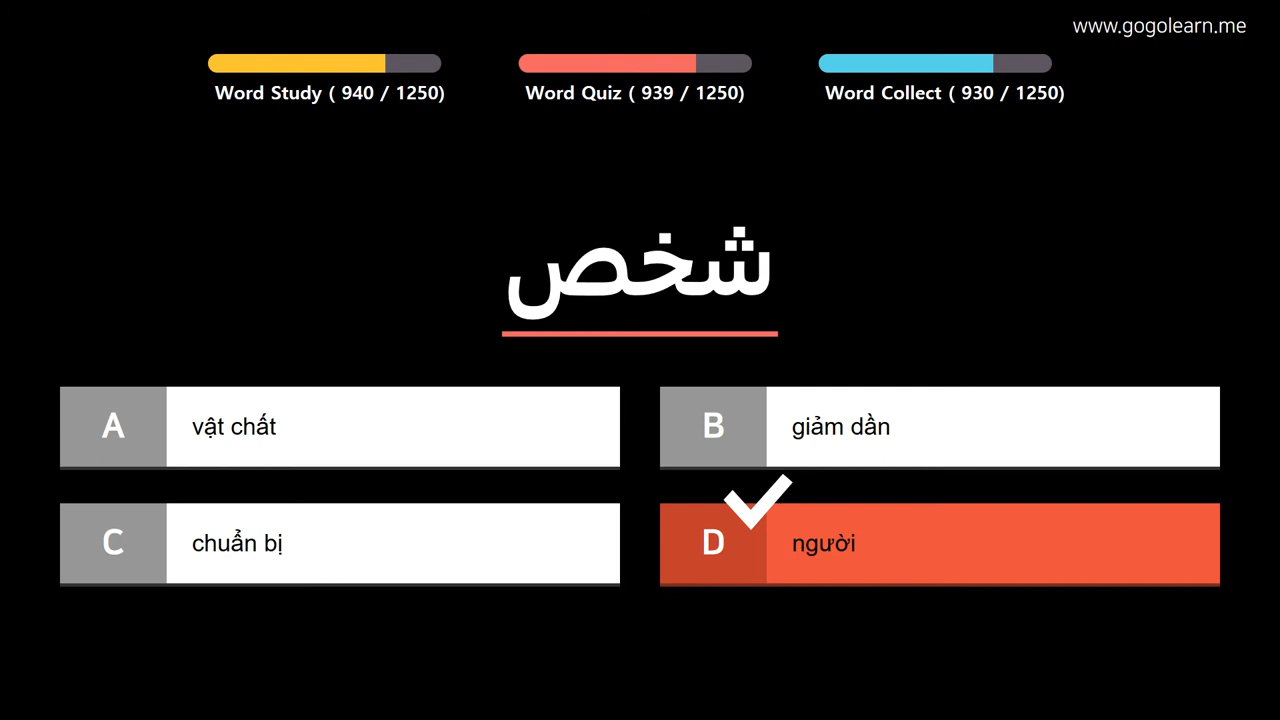 www.gogolearn.me
Word Study ( 940 / 1250)
Word Quiz ( 939 / 1250)
Word Collect ( 930 / 1250)
شخص
A
vật chất
B
giảm dần
C
chuẩn bị
D
người